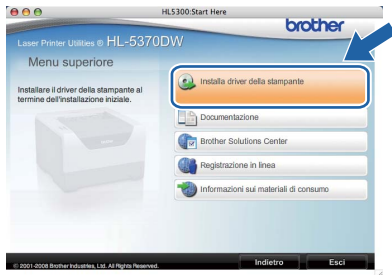 HL5300:Start Here
brother
Laser Printer Utilities ® HL-5370DW
Menu superiore
Installare il driver della stampante al
termine dell'installazione iniziale.
Installa driver della stampante
Documentazione
Brother Solutions Center
Registrazione in linea
Informazioni sui materiali di consumo
© 2001-2008 Brother Industries, Ltd. All Rights Reserved.
Indietro
Esci